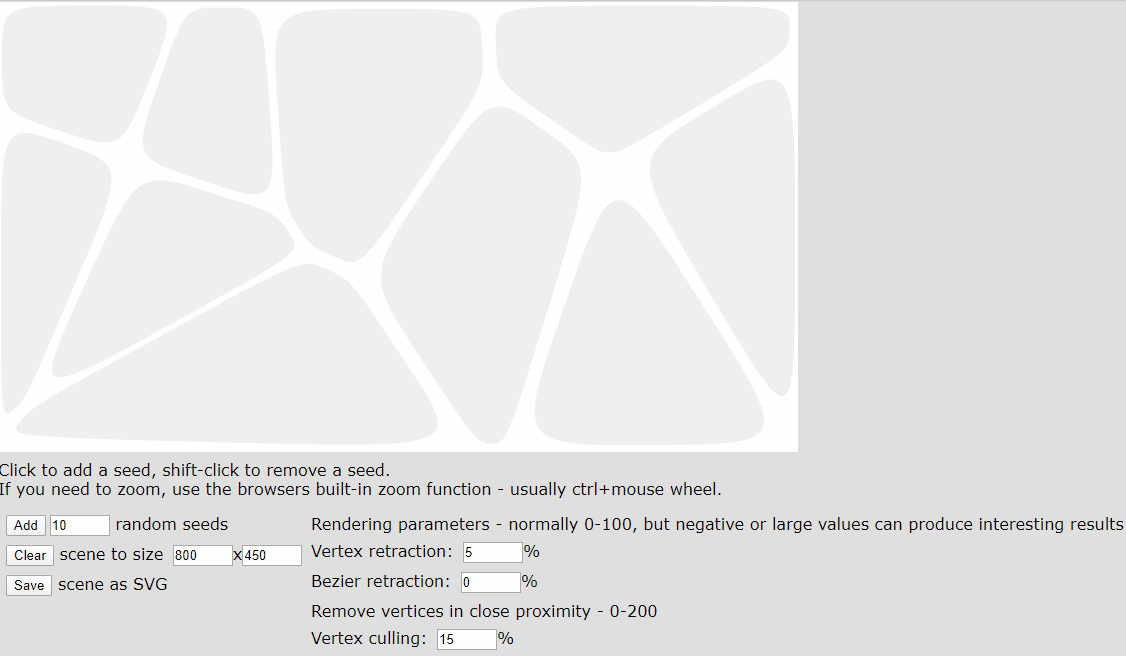 Click to add a seed, shift-click to remove a seed.
If you need to zoom, use the browsers built-in zoom function - usually ctrl+mouse wheel.
Add 10 random seeds
Clear scene to size 800 x 450
Save scene as SVG
Rendering parameters - normally 0-100, but negative or large values can produce interesting results
Vertex retraction: 5 %
Bezier retraction: 0 %
Remove vertices in close proximity - 0-200
Vertex culling: 15 %